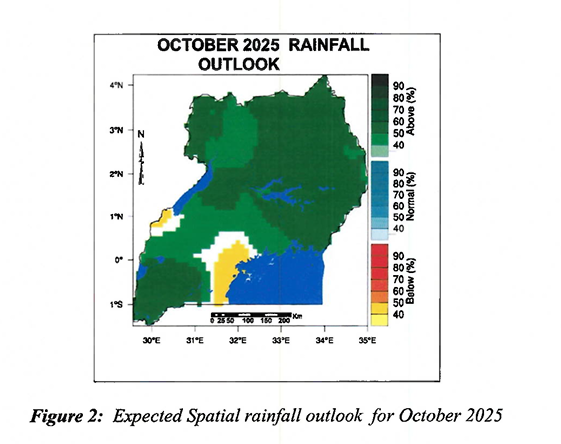 OCTOBER 2025 RAINFALL
OUTLOOK
4°N
3°N
2°N
1°N
0°
1°S
N
30°E
31°E
32°E
33°E
34°E
35°E
0 25 50 100 150 200 Km
90
80
70
60
50
40
Above (%)
90
80
70
60
50
40
Normal (%)
90
80
70
60
50
40
Below (%)
Figure 2: Expected Spatial rainfall outlook for October 2025